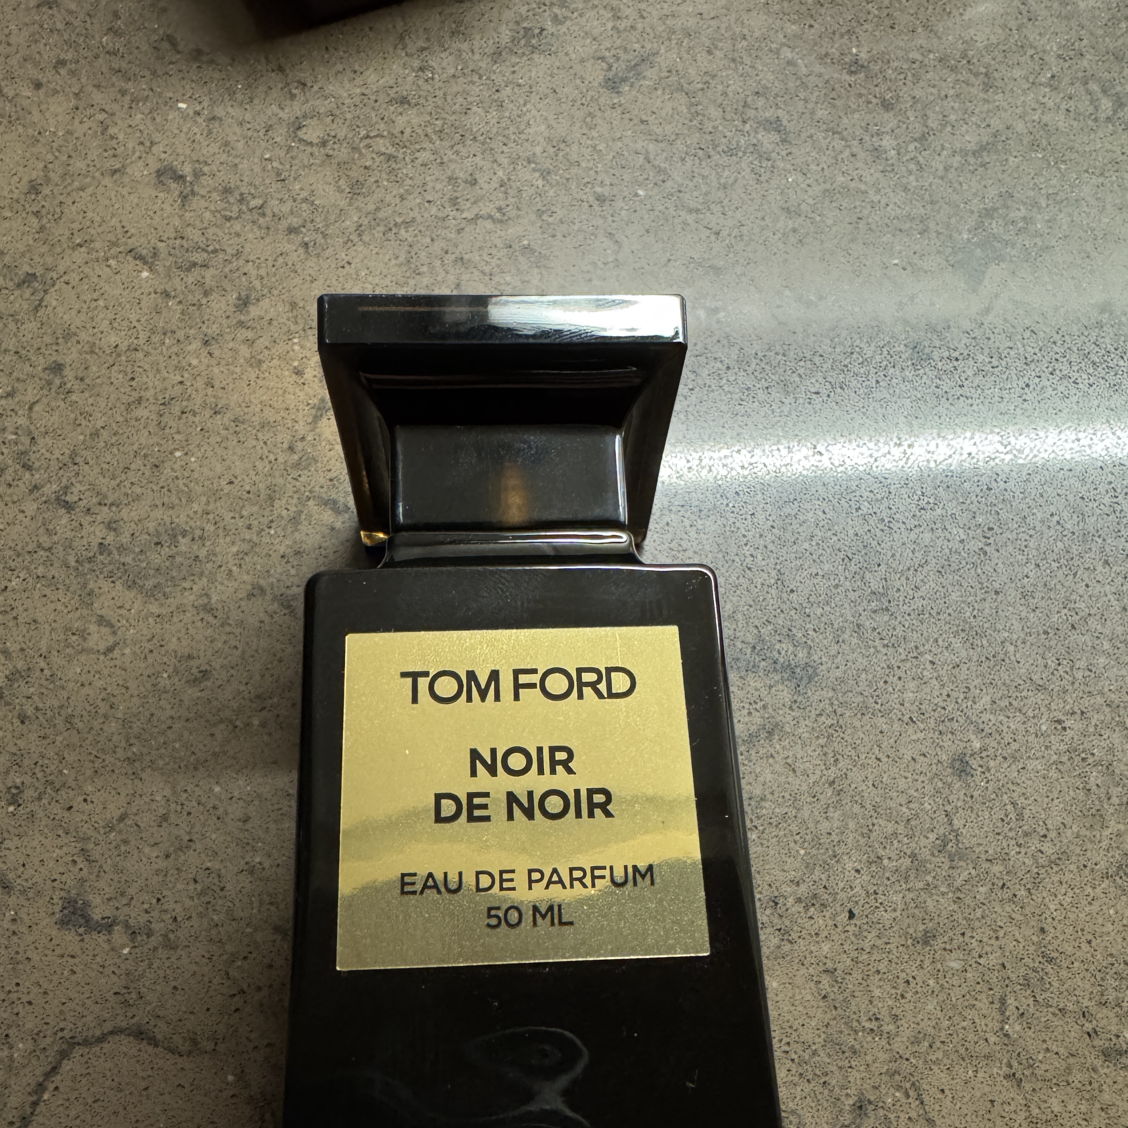 TOM FORD
NOIR
DE NOIR
EAU DE PARFUM
50 ML